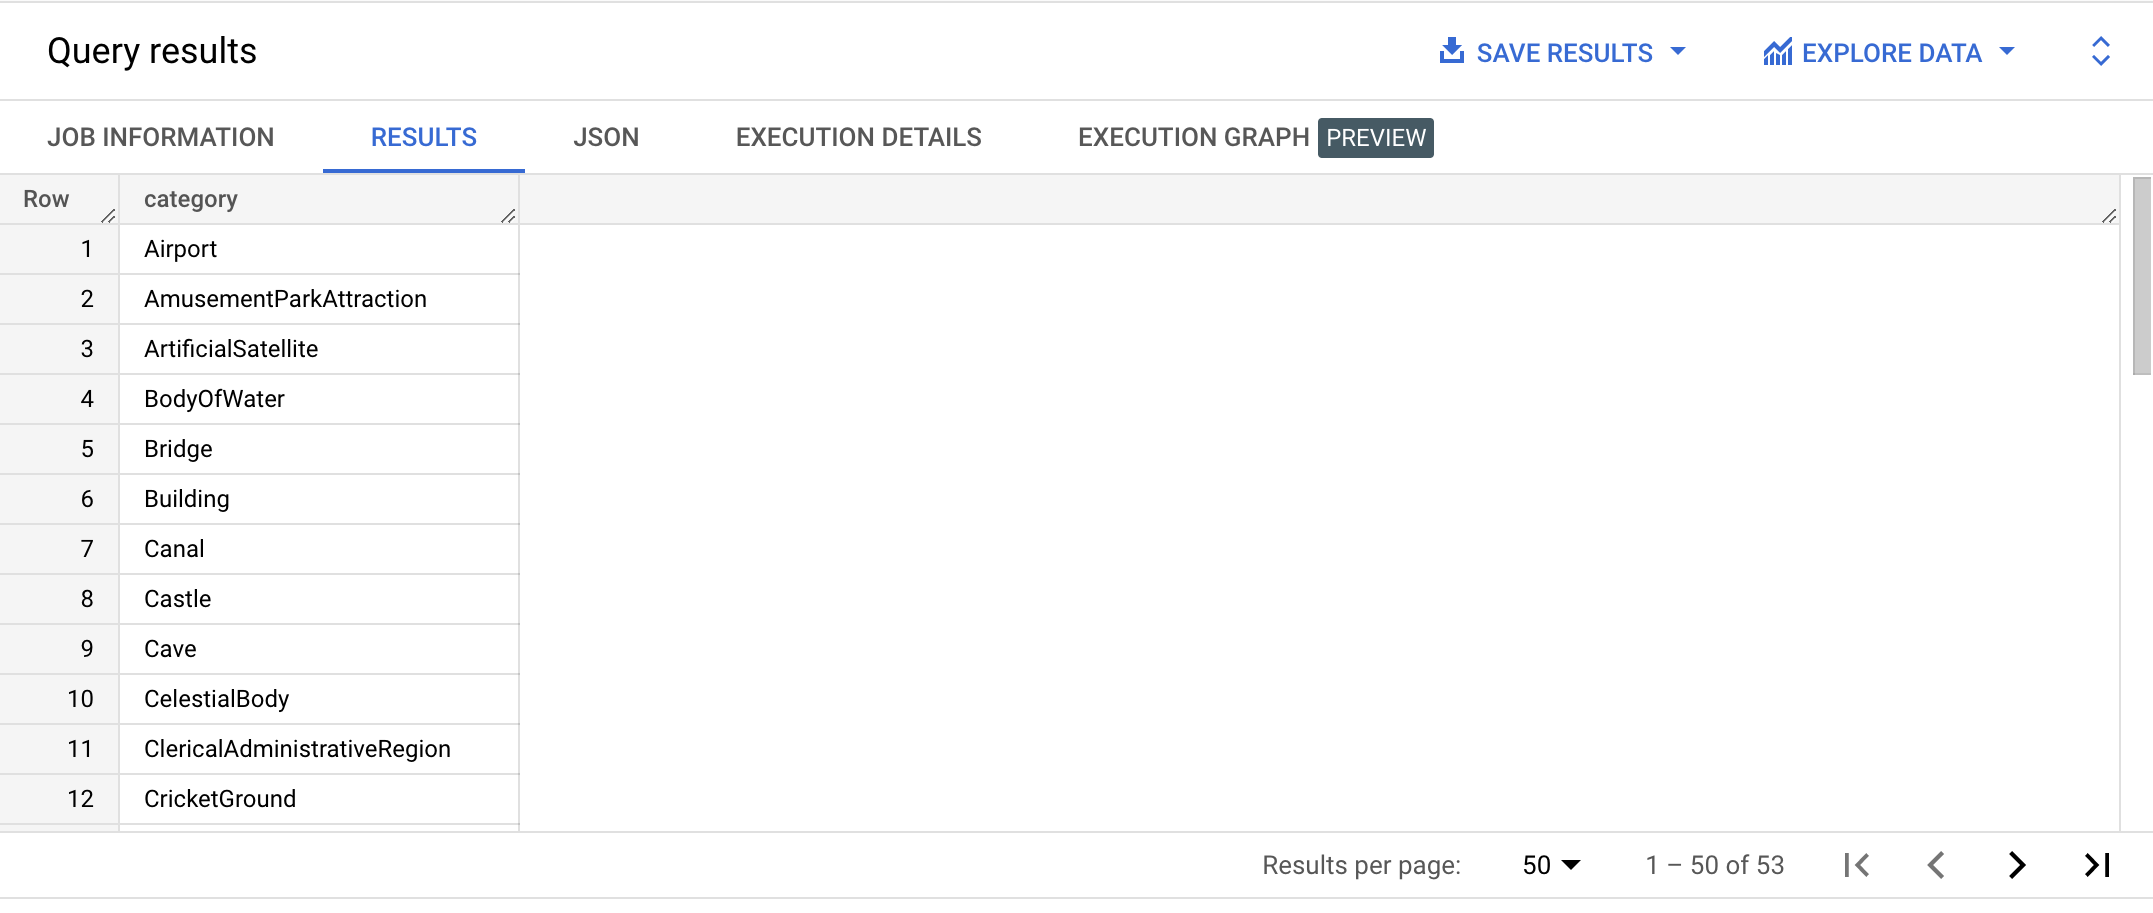 Query results SAVE RESULTS EXPLORE DATA
JOB INFORMATION RESULTS JSON EXECUTION DETAILS EXECUTION GRAPH PREVIEW
Row category
1 Airport
2 AmusementParkAttraction
3 ArtificialSatellite
4 BodyOfWater
5 Bridge
6 Building
7 Canal
8 Castle
9 Cave
10 CelestialBody
11 ClericalAdministrativeRegion
12 CricketGround
Results per page: 50 1 – 50 of 53